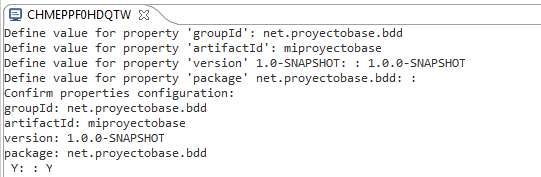 CHMEPPF0HDQTW
Define value for property 'groupId': net.proyectobase.bdd
Define value for property 'artifactId': miproyectobase
Define value for property 'version' 1.0-SNAPSHOT: : 1.0.0-SNAPSHOT
Define value for property 'package' net.proyectobase.bdd: :
Confirm properties configuration:
groupId: net.proyectobase.bdd
artifactId: miproyectobase
version: 1.0.0-SNAPSHOT
package: net.proyectobase.bdd
Y: : Y